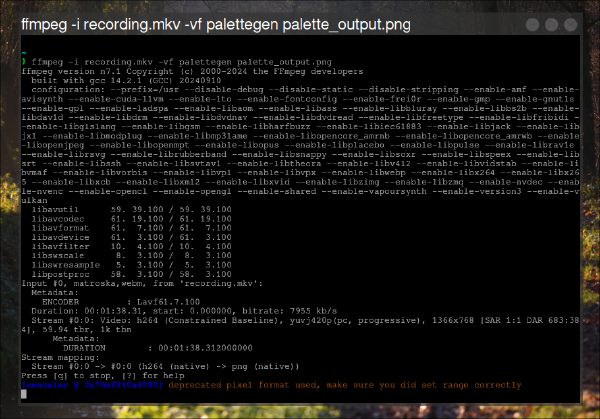 ffmpeg -i recording.mkv -vf palettegen palette_output.png
~
❯ ffmpeg -i recording.mkv -vf palettegen palette_output.png
ffmpeg version n7.1 Copyright (c) 2000-2024 the FFmpeg developers
built with gcc 14.2.1 (GCC) 20240910
configuration: --prefix=/usr --disable-debug --disable-static --disable-stripping --enable-amf --enable-
avisynth --enable-cuda-llvm --enable-lto --enable-fontconfig --enable-frei0r --enable-gmp --enable-gnutls
--enable-gpl --enable-ladspa --enable-libaom --enable-libass --enable-libbluray --enable-libbs2b --enable-
libdav1d --enable-libdrm --enable-libdvdnav --enable-libdvdread --enable-libfreetype --enable-libfribidi -
-enable-libglslang --enable-libgsm --enable-libharfbuzz --enable-libiec61883 --enable-libjack --enable-lib
jxl --enable-libmodplug --enable-libmp3lame --enable-libopencore_amrnb --enable-libopencore_amrwb --enable
-libopenjpeg --enable-libopenmpt --enable-libopus --enable-libplacebo --enable-libpulse --enable-librav1e
--enable-librsvg --enable-librubberband --enable-libsnappy --enable-libsoxr --enable-libspeex --enable-lib
srt --enable-libssh --enable-libsvtav1 --enable-libtheora --enable-libv4l2 --enable-libvidstab --enable-li
bvmaf --enable-libvorbis --enable-libvpl --enable-libvpx --enable-libwebp --enable-libx264 --enable-libx26
5 --enable-libxcb --enable-libxml2 --enable-libxvid --enable-libzimg --enable-libzmq --enable-nvdec --enab
le-nvenc --enable-opencl --enable-opengl --enable-shared --enable-vapoursynth --enable-version3 --enable-v
ulkan
libavutil 59. 39.100 / 59. 39.100
libavcodec 61. 19.100 / 61. 19.100
libavformat 61. 7.100 / 61. 7.100
libavdevice 61. 3.100 / 61. 3.100
libavfilter 10. 4.100 / 10. 4.100
libswscale 8. 3.100 / 8. 3.100
libswresample 5. 3.100 / 5. 3.100
libpostproc 58. 3.100 / 58. 3.100
Input #0, matroska,webm, from 'recording.mkv':
Metadata:
ENCODER : Lavf61.7.100
Duration: 00:01:38.31, start: 0.000000, bitrate: 7955 kb/s
Stream #0:0: Video: h264 (Constrained Baseline), yuvj420p(pc, progressive), 1366x768 [SAR 1:1 DAR 683:38
4], 59.94 tbr, 1k tbn
Metadata:
DURATION : 00:01:38.312000000
Stream mapping:
Stream #0:0 -> #0:0 (h264 (native) -> png (native))
Press [q] to stop, [?] for help
deprecated pixel format used, make sure you did set range correctly